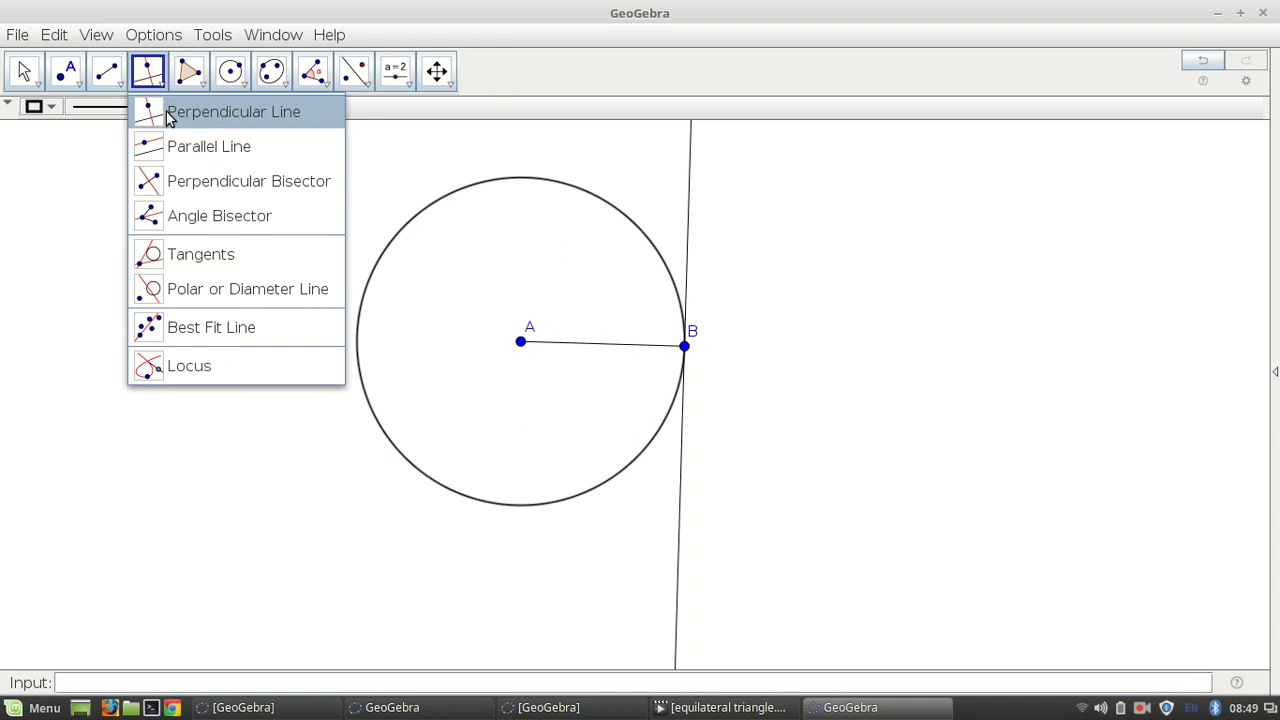 GeoGebra
File Edit View Options Tools Window Help
A
α
a=2
Perpendicular Line
Parallel Line
Perpendicular Bisector
Angle Bisector
Tangents
Polar or Diameter Line
Best Fit Line
Locus
A
B
Input:
Menu [GeoGebra] GeoGebra [GeoGebra] [equilateral triangle.... GeoGebra EN 08:49